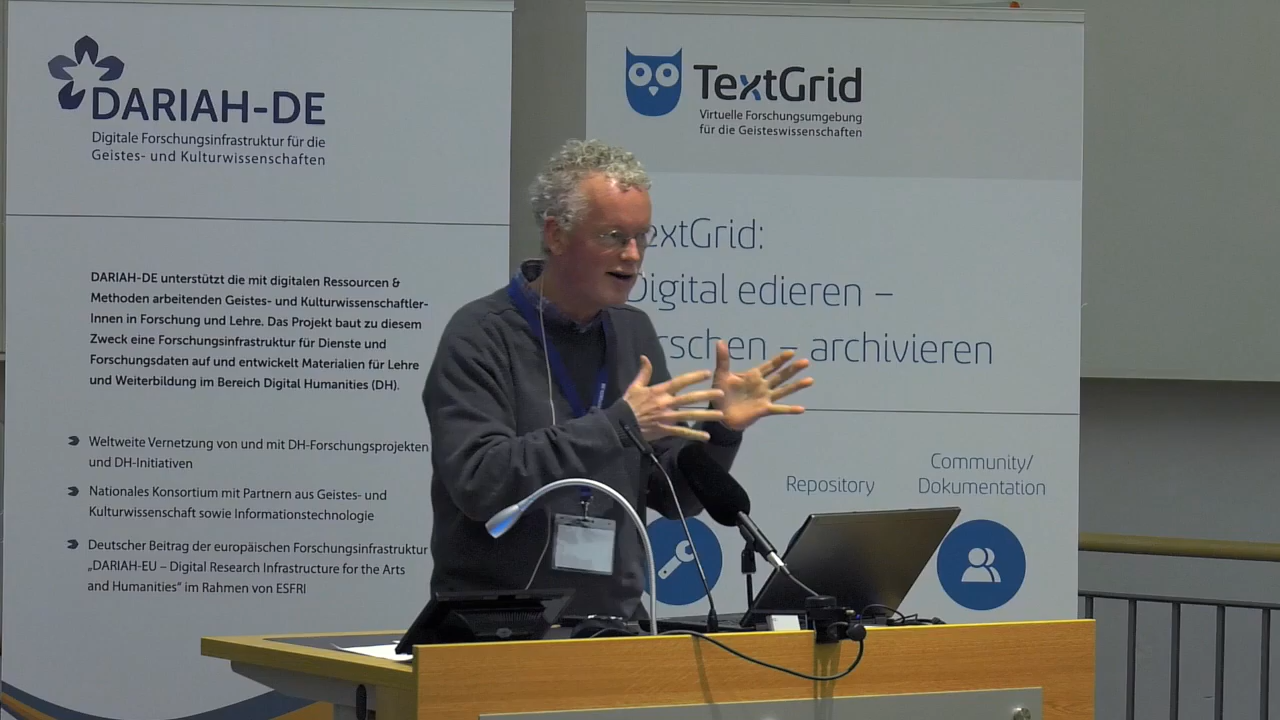 DARIAH-DE
Digitale Forschungsinfrastruktur für die
Geistes- und Kulturwissenschaften
DARIAH-DE unterstützt die mit digitalen Ressourcen &
Methoden arbeitenden Geistes- und Kulturwissenschaftler-
Innen in Forschung und Lehre. Das Projekt baut zu diesem
Zweck eine Forschungsinfrastruktur für Dienste und
Forschungsdaten auf und entwickelt Materialien für Lehre
und Weiterbildung im Bereich Digital Humanities (DH).
Weltweite Vernetzung von und mit DH-Forschungsprojekten
und DH-Initiativen
Nationales Konsortium mit Partnern aus Geistes- und
Kulturwissenschaft sowie Informationstechnologie
Deutscher Beitrag der europäischen Forschungsinfrastruktur
„DARIAH-EU – Digital Research Infrastructure for the Arts
and Humanities“ im Rahmen von ESFRI
TextGrid
Virtuelle Forschungsumgebung
für die Geisteswissenschaften
extGrid:
Digital edieren –
rschen – archivieren
Repository
Community/
Dokumentation